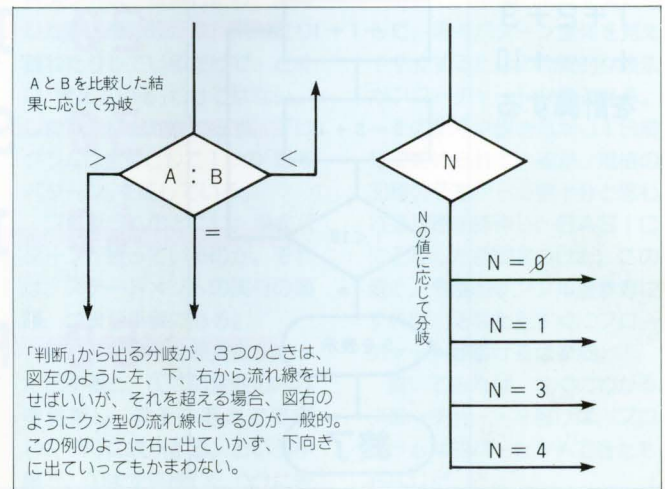 AとBを比較した結
果に応じて分岐
＞
A：B
＜
＝
N
Nの値に応じて分岐
N = 0
N = 1
N = 3
N = 4
「判断」から出る分岐が、3つのときは、
図左のように左、下、右から流れ線を出
せばいいが、それを超える場合、図右の
ようにクシ型の流れ線にするのが一般的。
この例のように右に出ていかず、下向き
に出ていってもかまわない。